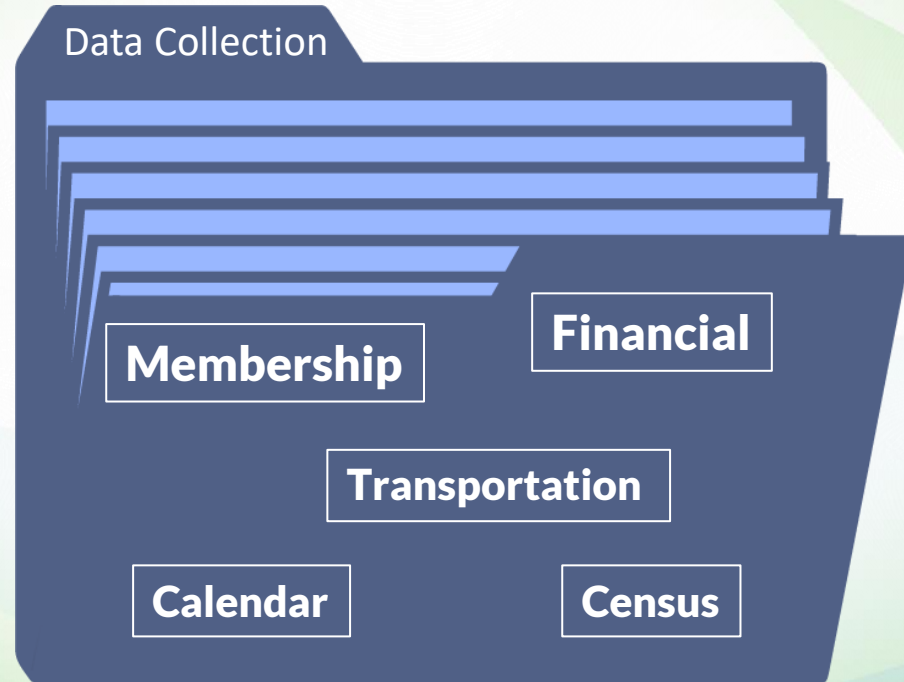 Data Collection
Membership
Financial
Transportation
Calendar
Census